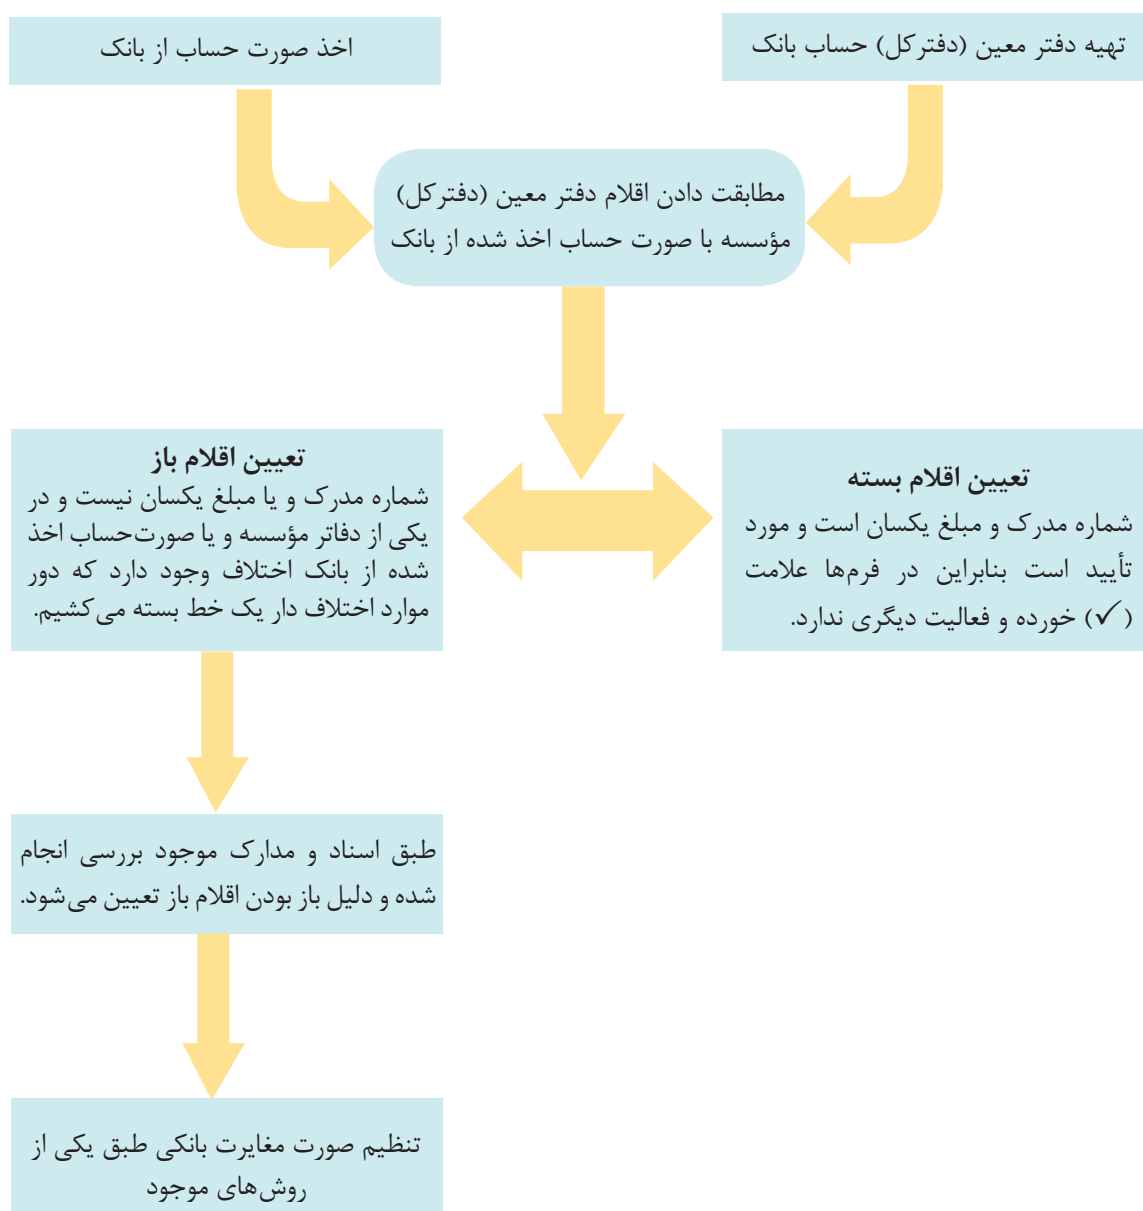 تهیه دفتر معین (دفترکل) حساب بانک
اخذ صورت حساب از بانک
مطابقت دادن اقلام دفتر معین (دفترکل)
مؤسسه با صورت حساب اخذ شده از بانک
تعیین اقلام بسته
شماره مدرک و مبلغ یکسان است و مورد
تأیید است بنابراین در فرم‌ها علامت
(✓) خورده و فعالیت دیگری ندارد.
تعیین اقلام باز
شماره مدرک و یا مبلغ یکسان نیست و در
یکی از دفاتر مؤسسه و یا صورت‌حساب اخذ
شده از بانک اختلاف وجود دارد که دور
موارد اختلاف دار یک خط بسته می‌کشیم.
طبق اسناد و مدارک موجود بررسی انجام
شده و دلیل باز بودن اقلام باز تعیین می‌شود.
تنظیم صورت مغایرت بانکی طبق یکی از
روش‌های موجود